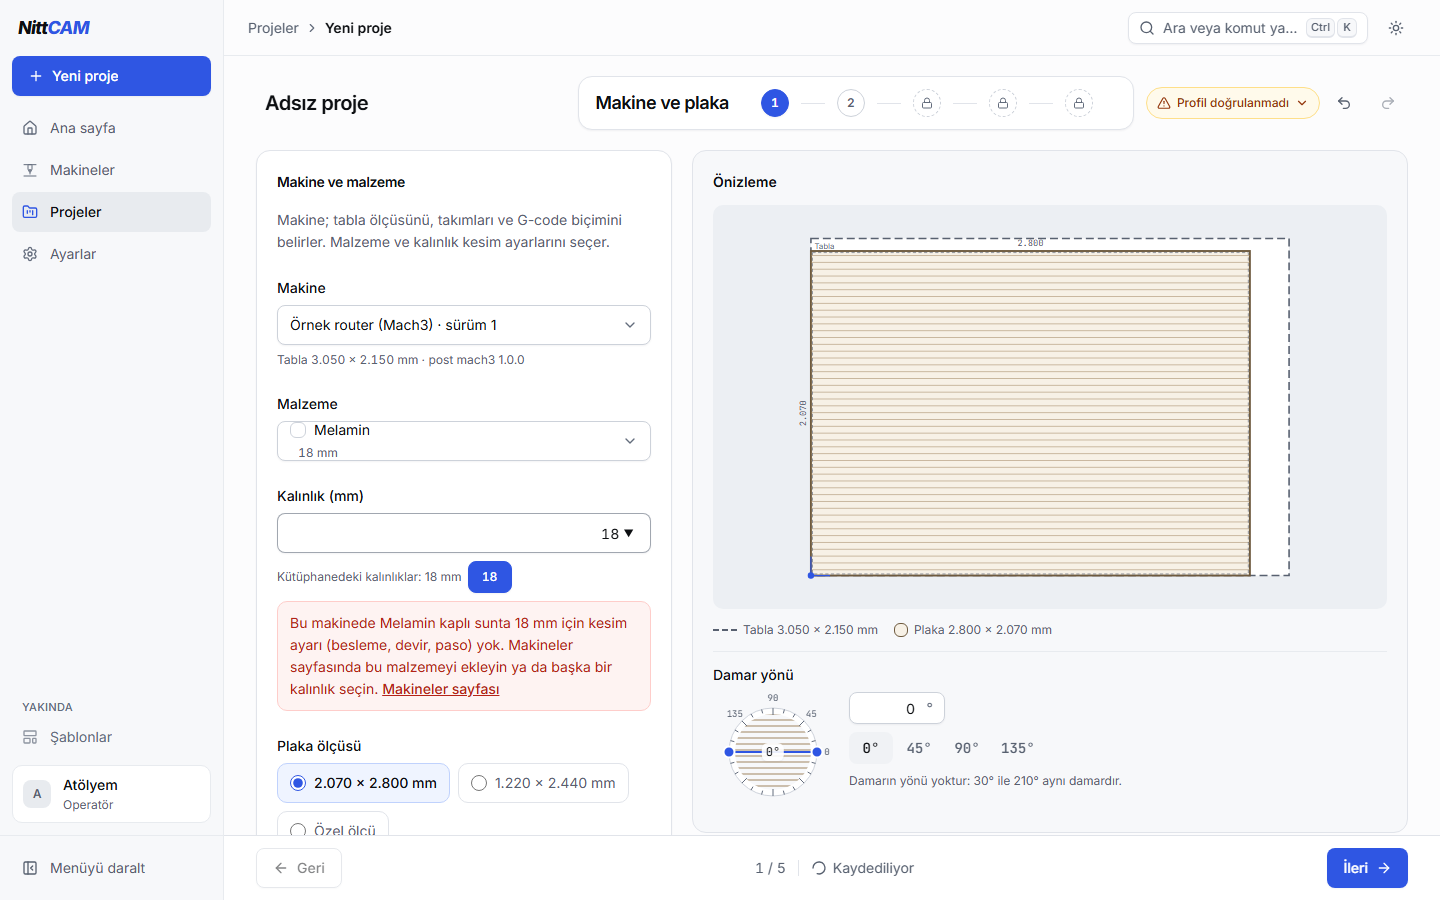 NittCAM
Yeni proje
Ana sayfa
Makineler
Projeler
Ayarlar
YAKINDA
Şablonlar
A
Atölyem
Operatör
Menüyü daralt
Projeler > Yeni proje
Ara veya komut ya...
Ctrl K
Adsız proje
Makine ve plaka
1
2
Profil doğrulanmadı
Makine ve malzeme
Makine; tabla ölçüsünü, takımları ve G-code biçimini
belirler. Malzeme ve kalınlık kesim ayarlarını seçer.
Makine
Örnek router (Mach3) · sürüm 1
Tabla 3.050 × 2.150 mm · post mach3 1.0.0
Malzeme
Melamin
18 mm
Kalınlık (mm)
18
Kütüphanedeki kalınlıklar: 18 mm
18
Bu makinede Melamin kaplı sunta 18 mm için kesim
ayarı (besleme, devir, paso) yok. Makineler
sayfasında bu malzemeyi ekleyin ya da başka bir
kalınlık seçin. Makineler sayfası
Plaka ölçüsü
2.070 × 2.800 mm
1.220 × 2.440 mm
Özel ölçü
Önizleme
Tabla
2.800
2.070
Tabla 3.050 × 2.150 mm
Plaka 2.800 × 2.070 mm
Damar yönü
90
135
45
0°
0
0 °
0° 45° 90° 135°
Damarın yönü yoktur: 30° ile 210° aynı damardır.
Geri
1 / 5
Kaydediliyor
İleri